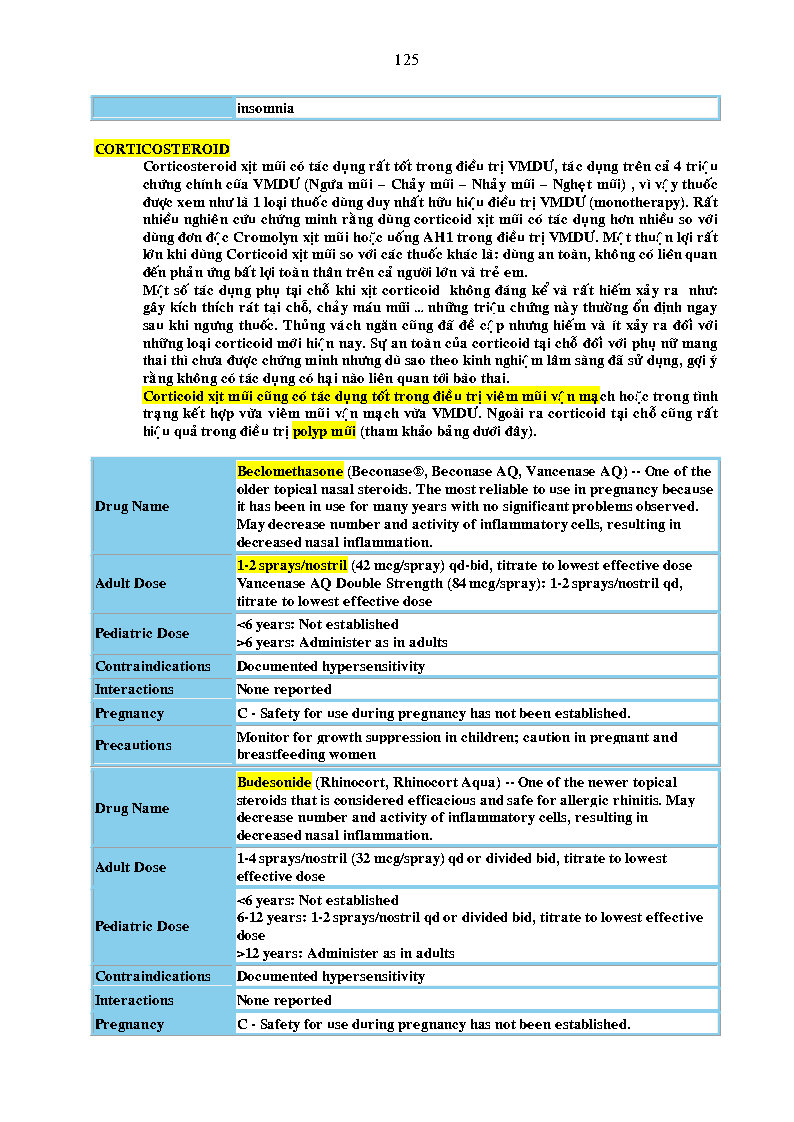 125
insomnia
CORTICOSTEROID
Corticosteroid xịt mũi có tác dụng rất tốt trong điều trị VMDƯ, tác dụng trên cả 4 triệu
chứng chính của VMDƯ (Ngứa mũi – Chảy mũi – Nhảy mũi – Nghẹt mũi) , vì vậy thuốc
được xem như là 1 loại thuốc dùng duy nhất hữu hiệu điều trị VMDƯ (monotherapy). Rất
nhiều nghiên cứu chứng minh rằng dùng corticoid xịt mũi có tác dụng hơn nhiều so với
dùng đơn độc Cromolyn xịt mũi hoặc uống AH1 trong điều trị VMDƯ. Một thuận lợi rất
lớn khi dùng Corticoid xịt mũi so với các thuốc khác là: dùng an toàn, không có liên quan
đến phản ứng bất lợi toàn thân trên cả người lớn và trẻ em.
Một số tác dụng phụ tại chỗ khi xịt corticoid không đáng kể và rất hiếm xảy ra như:
gây kích thích rát tại chỗ, chảy máu mũi ... những triệu chứng này thường ổn định ngay
sau khi ngưng thuốc. Thủng vách ngăn cũng đã đề cập nhưng hiếm và ít xảy ra đối với
những loại corticoid mới hiện nay. Sự an toàn của corticoid tại chỗ đối với phụ nữ mang
thai thì chưa được chứng minh nhưng dù sao theo kinh nghiệm lâm sàng đã sử dụng, gợi ý
rằng không có tác dụng có hại nào liên quan tới bào thai.
Corticoid xịt mũi cũng có tác dụng tốt trong điều trị viêm mũi vận mạch hoặc trong tình
trạng kết hợp vừa viêm mũi vận mạch vừa VMDƯ. Ngoài ra corticoid tại chỗ cũng rất
hiệu quả trong điều trị polyp mũi (tham khảo bảng dưới đây).
Drug Name
Beclomethasone (Beconase®, Beconase AQ, Vancenase AQ) -- One of the
older topical nasal steroids. The most reliable to use in pregnancy because
it has been in use for many years with no significant problems observed.
May decrease number and activity of inflammatory cells, resulting in
decreased nasal inflammation.
Adult Dose
1-2 sprays/nostril (42 mcg/spray) qd-bid, titrate to lowest effective dose
Vancenase AQ Double Strength (84 mcg/spray): 1-2 sprays/nostril qd,
titrate to lowest effective dose
Pediatric Dose
<6 years: Not established
>6 years: Administer as in adults
Contraindications
Documented hypersensitivity
Interactions
None reported
Pregnancy
C - Safety for use during pregnancy has not been established.
Precautions
Monitor for growth suppression in children; caution in pregnant and
breastfeeding women
Drug Name
Budesonide (Rhinocort, Rhinocort Aqua) -- One of the newer topical
steroids that is considered efficacious and safe for allergic rhinitis. May
decrease number and activity of inflammatory cells, resulting in
decreased nasal inflammation.
Adult Dose
1-4 sprays/nostril (32 mcg/spray) qd or divided bid, titrate to lowest
effective dose
Pediatric Dose
<6 years: Not established
6-12 years: 1-2 sprays/nostril qd or divided bid, titrate to lowest effective
dose
>12 years: Administer as in adults
Contraindications
Documented hypersensitivity
Interactions
None reported
Pregnancy
C - Safety for use during pregnancy has not been established.